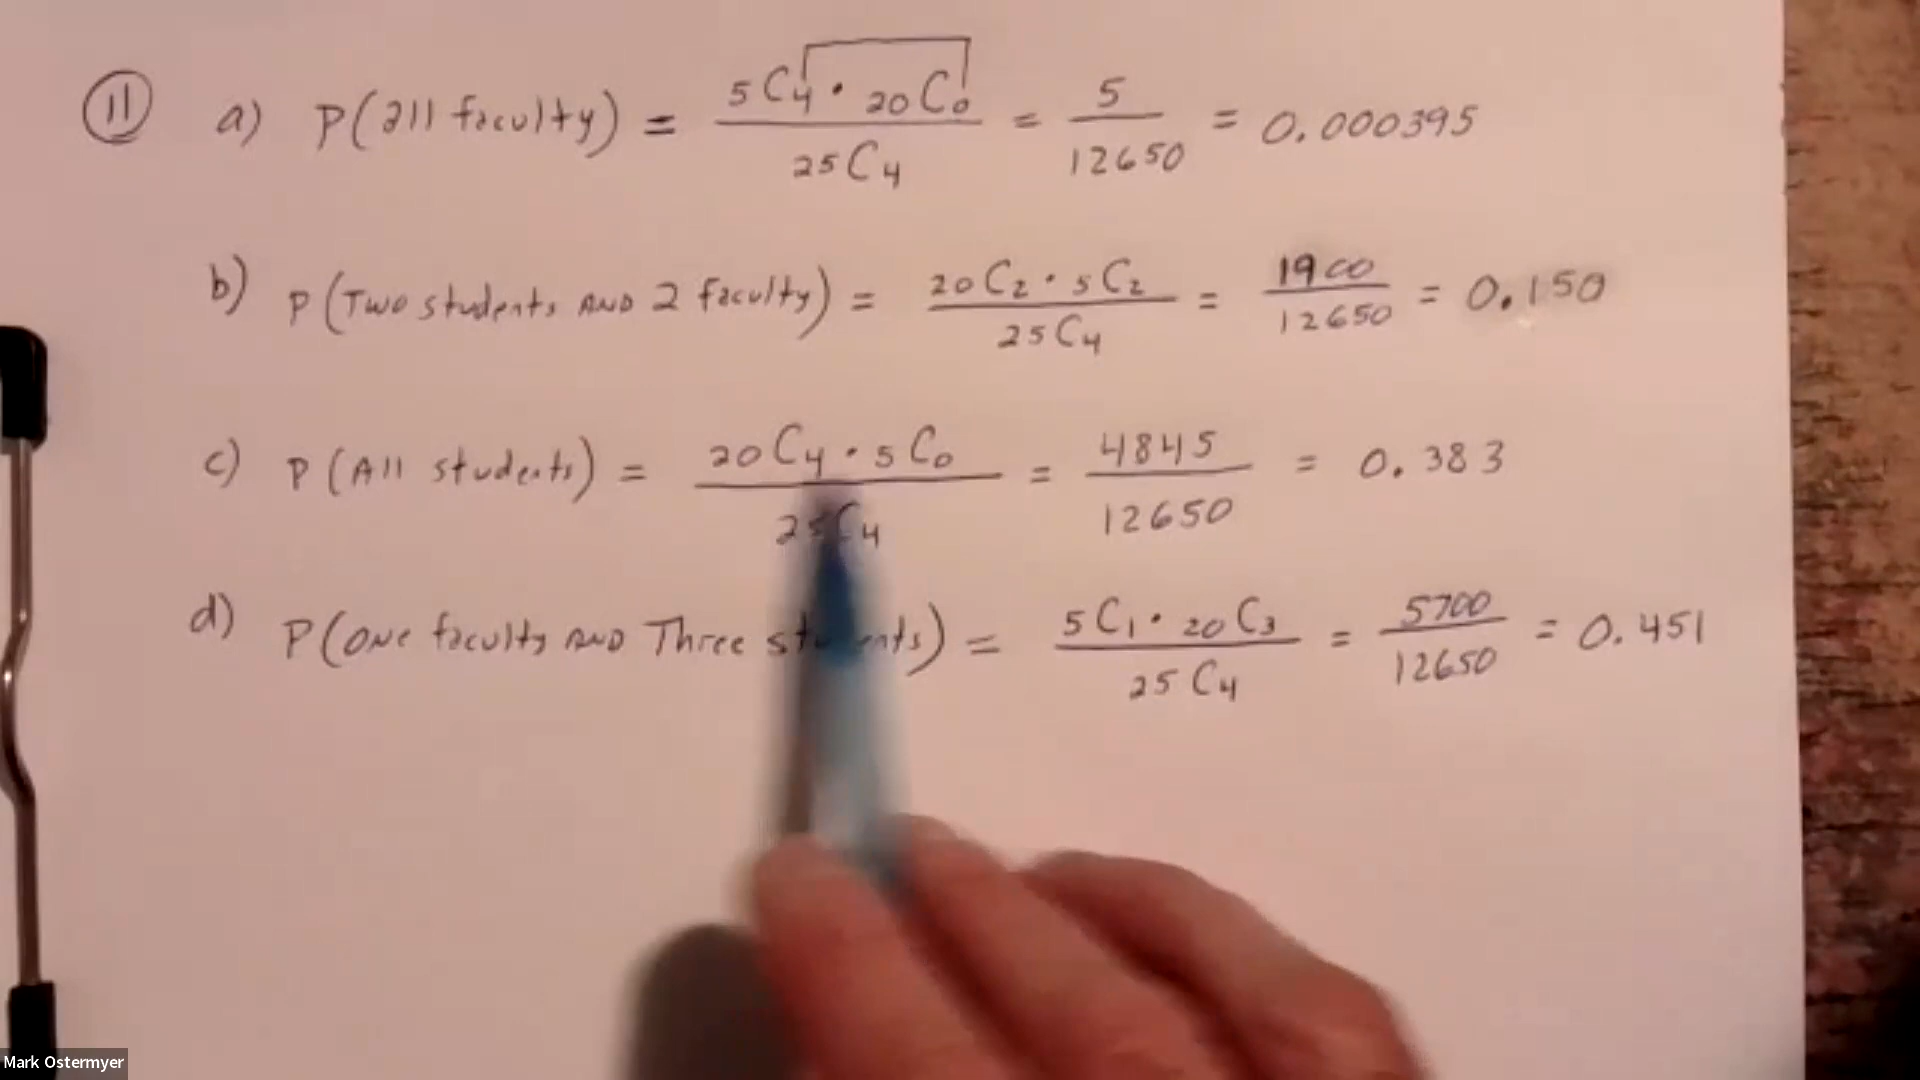 11 a) P(all faculty) = 5C4 · 20C0 / 25C4 = 5 / 12650 = 0.000395
b) P(Two students AND 2 faculty) = 20C2 · 5C2 / 25C4 = 1900 / 12650 = 0.150
c) P(All students) = 20C4 · 5C0 / 25C4 = 4845 / 12650 = 0.383
d) P(One faculty AND Three students) = 5C1 · 20C3 / 25C4 = 5700 / 12650 = 0.451
Mark Ostermyer